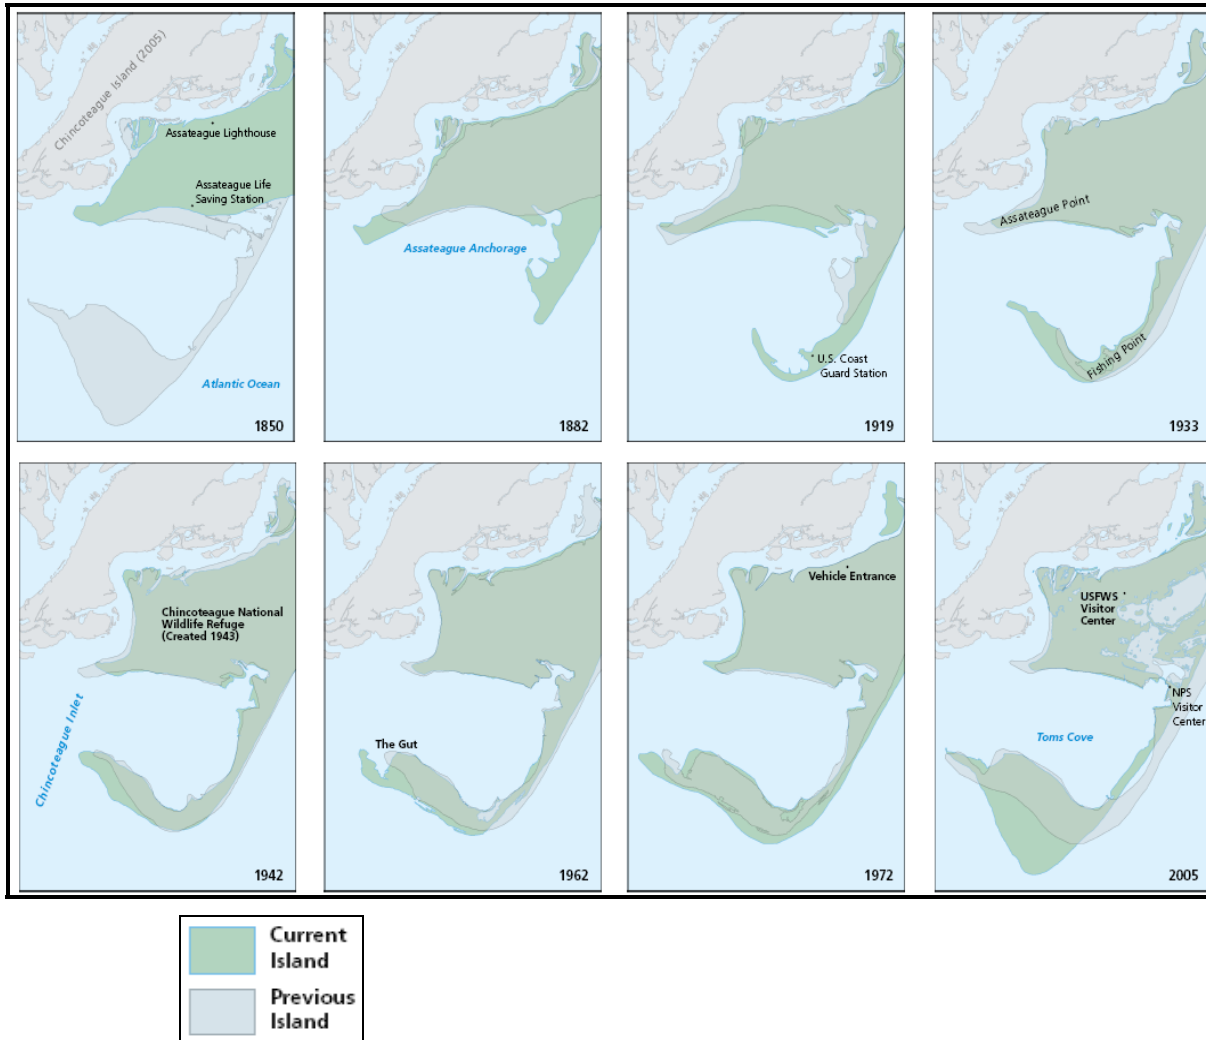 Chincoteague Island (2005)
Assateague Lighthouse
Assateague Life
Saving Station
Atlantic Ocean
1850
Assateague Anchorage
1882
U.S. Coast
Guard Station
1919
Assateague Point
Fishing Point
1933
Chincoteague National
Wildlife Refuge
(Created 1943)
Chincoteague Inlet
1942
The Gut
1962
Vehicle Entrance
1972
USFWS
Visitor
Center
NPS
Visitor
Center
Toms Cove
2005
Current
Island
Previous
Island